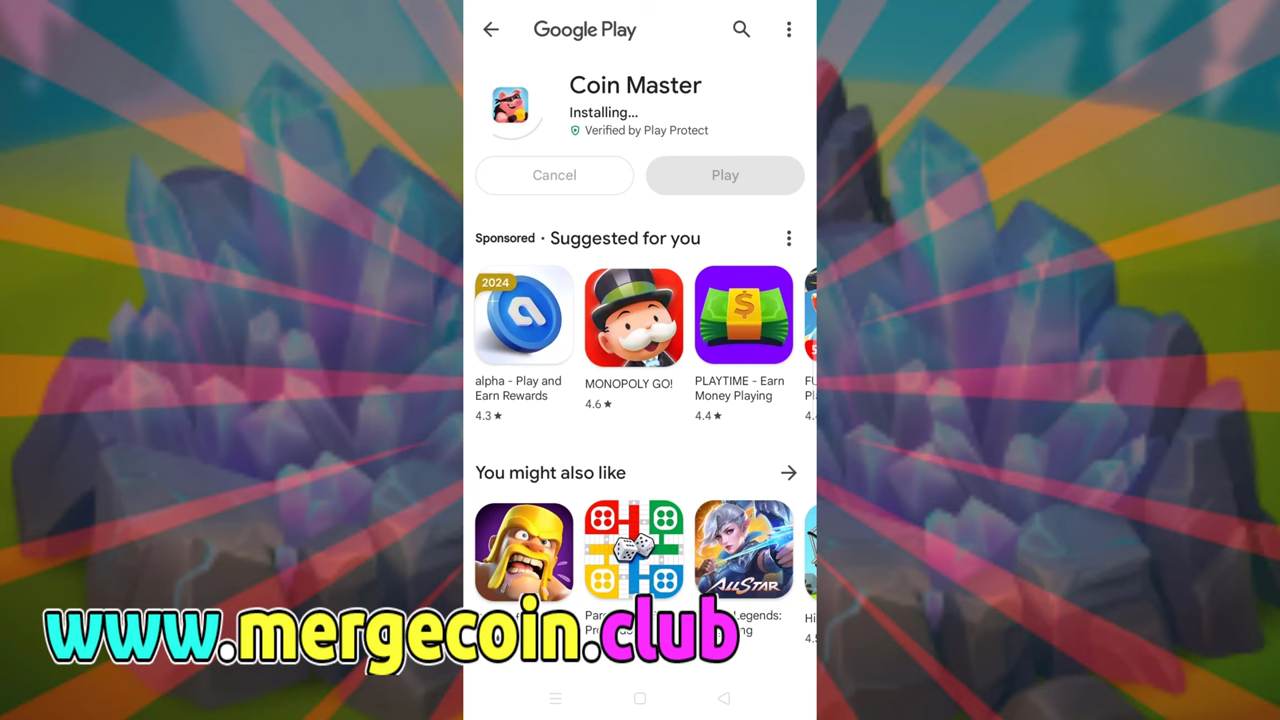 Google Play
Coin Master
Installing...
Verified by Play Protect
Cancel
Play
Sponsored · Suggested for you
2024
alpha - Play and
Earn Rewards
4.3★
MONOPOLY GO!
4.6★
PLAYTIME - Earn
Money Playing
4.4★
You might also like
ALLSTAR
Legends:
www.mergecoin.club